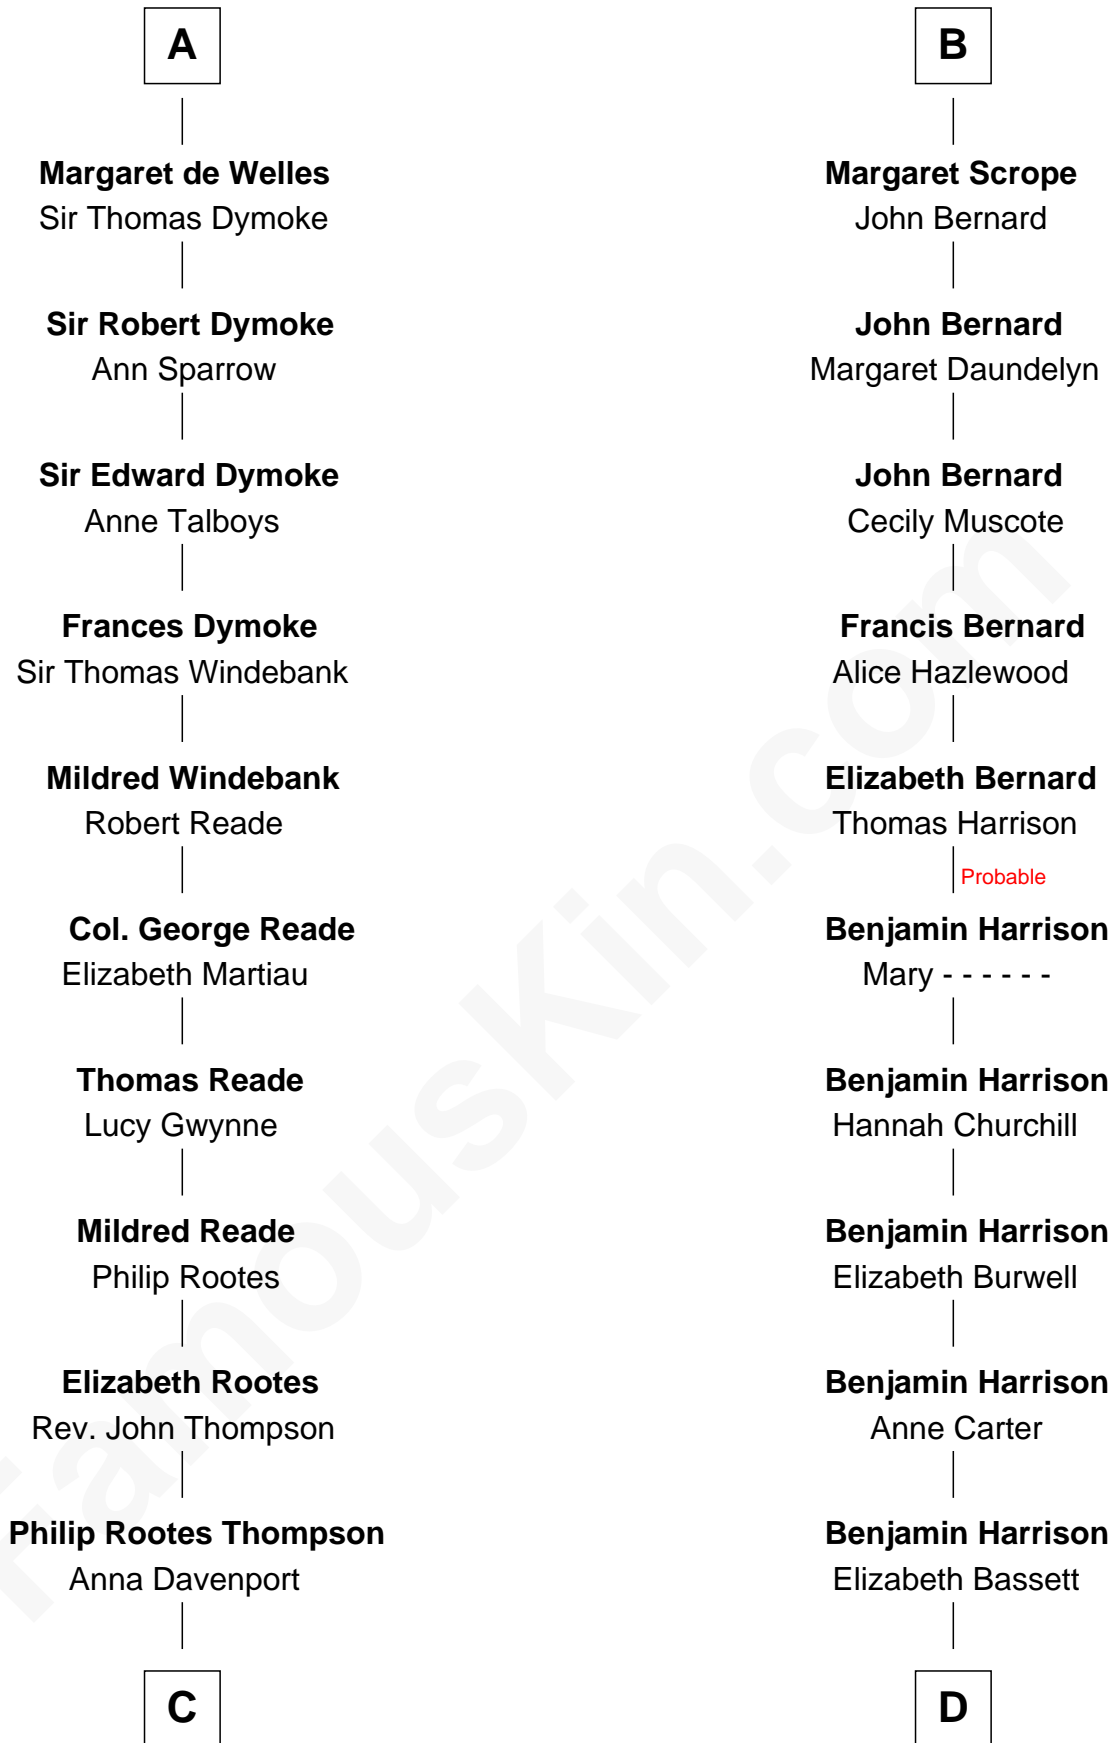 A
Margaret de Welles
Sir Thomas Dymoke
Sir Robert Dymoke
Ann Sparrow
Sir Edward Dymoke
Anne Talboys
Frances Dymoke
Sir Thomas Windebank
Mildred Windebank
Robert Reade
Col. George Reade
Elizabeth Martiau
Thomas Reade
Lucy Gwynne
Mildred Reade
Philip Rootes
Elizabeth Rootes
Rev. John Thompson
Philip Rootes Thompson
Anna Davenport
C
B
Margaret Scrope
John Bernard
John Bernard
Margaret Daundelyn
John Bernard
Cecily Muscote
Francis Bernard
Alice Hazlewood
Elizabeth Bernard
Thomas Harrison
Probable
Benjamin Harrison
Mary - - - - - -
Benjamin Harrison
Hannah Churchill
Benjamin Harrison
Elizabeth Burwell
Benjamin Harrison
Anne Carter
Benjamin Harrison
Elizabeth Bassett
D
FamousKin.com